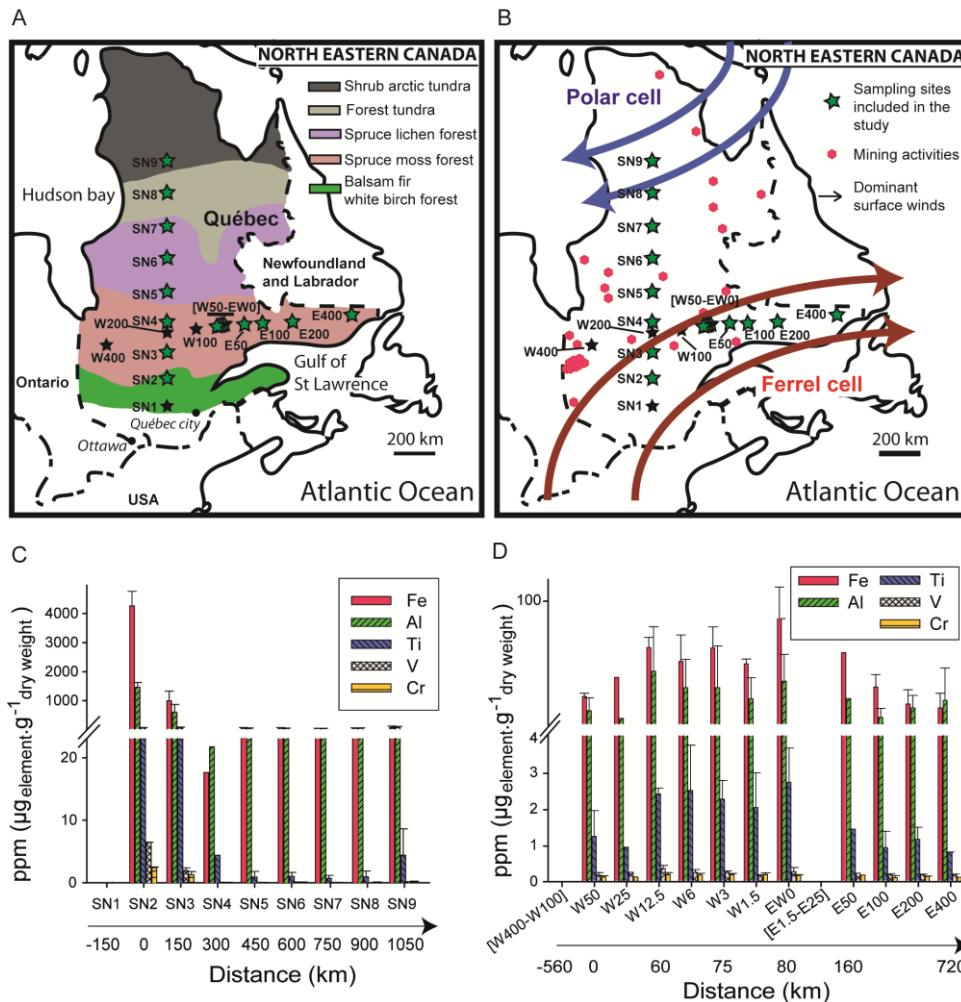 A
NORTH EASTERN CANADA
Shrub arctic tundra
Forest tundra
Spruce lichen forest
Spruce moss forest
Balsam fir
white birch forest
SN9
Hudson bay
SN8
Québec
SN7
SN6
Newfoundland
and Labrador
SN5
[W50-EW0]
E400
W200
SN4
W100
E50
E100
E200
W400
SN3
Gulf of
St Lawrence
Ontario
SN2
SN1
Québec city
Ottawa
200 km
USA
Atlantic Ocean
B
NORTH EASTERN CANADA
Polar cell
Sampling sites
included in the
study
Mining activities
Dominant
surface winds
SN9
SN8
SN7
SN6
SN5
[W50-EW0]
E400
W200
SN4
W100
E50
E100
E200
W400
SN3
SN2
Ferrel cell
SN1
200 km
Atlantic Ocean
C
ppm (µg element·g⁻¹ dry weight)
4000
3000
2000
1000
20
10
0
Fe
Al
Ti
V
Cr
SN1 SN2 SN3 SN4 SN5 SN6 SN7 SN8 SN9
-150 0 150 300 450 600 750 900 1050
Distance (km)
D
ppm (µg element·g⁻¹ dry weight)
100
4
3
2
1
0
Fe Ti
Al V
Cr
[W400-W100] W50 W25 W12.5 W6 W3 W1.5 EW0 [E1.5-E25] E50 E100 E200 E400
-560 0 60 75 80 160 720
Distance (km)